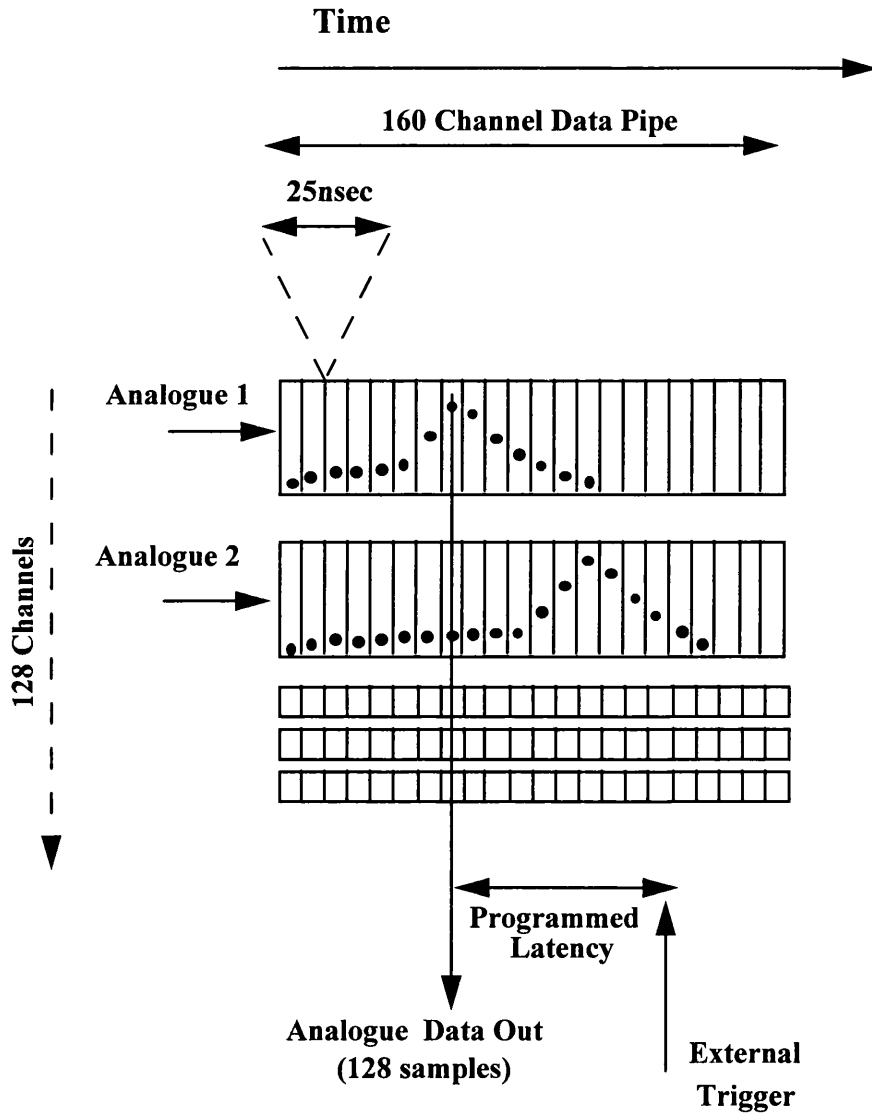 Time
160 Channel Data Pipe
25nsec
Analogue 1
Analogue 2
128 Channels
Programmed
Latency
Analogue Data Out
(128 samples)
External
Trigger